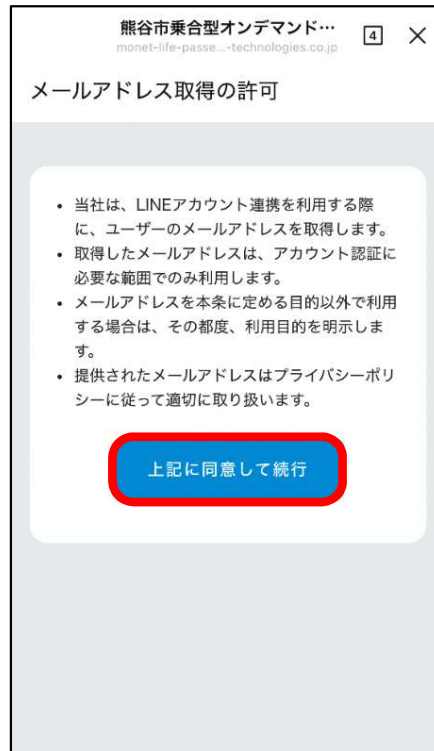 熊谷市乗合型オンデマンド…
monet-life-passe...-technologies.co.jp
4
メールアドレス取得の許可
• 当社は、LINEアカウント連携を利用する際
に、ユーザーのメールアドレスを取得します。
• 取得したメールアドレスは、アカウント認証に
必要な範囲でのみ利用します。
• メールアドレスを本条に定める目的以外で利用
する場合は、その都度、利用目的を明示しま
す。
• 提供されたメールアドレスはプライバシーポリ
シーに従って適切に取り扱います。
上記に同意して続行